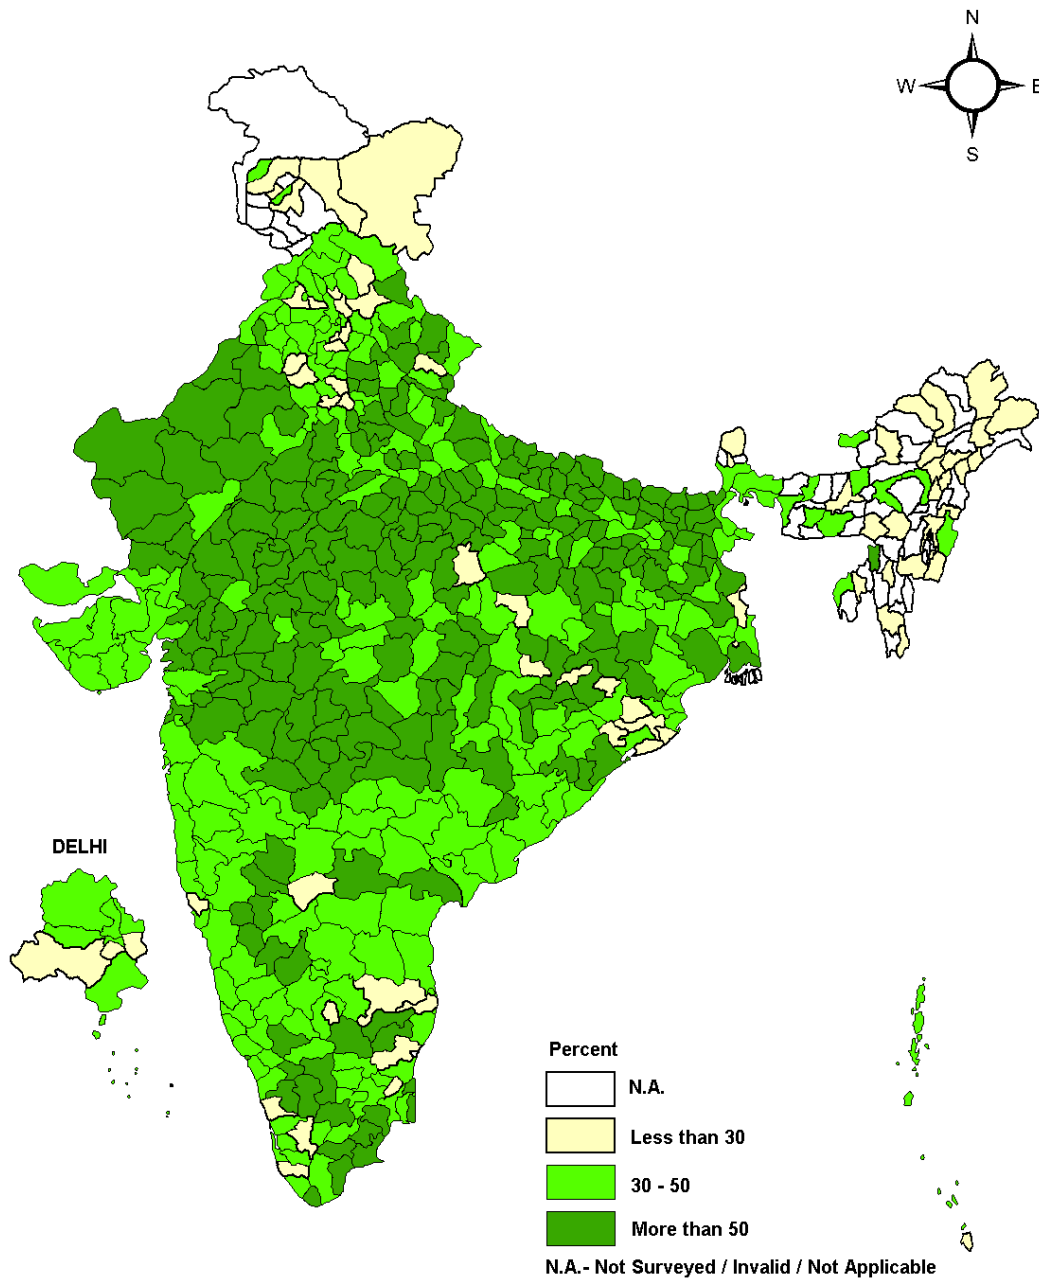 N
W
E
S
DELHI
Percent
N.A.
Less than 30
30 - 50
More than 50
N.A.- Not Surveyed / Invalid / Not Applicable